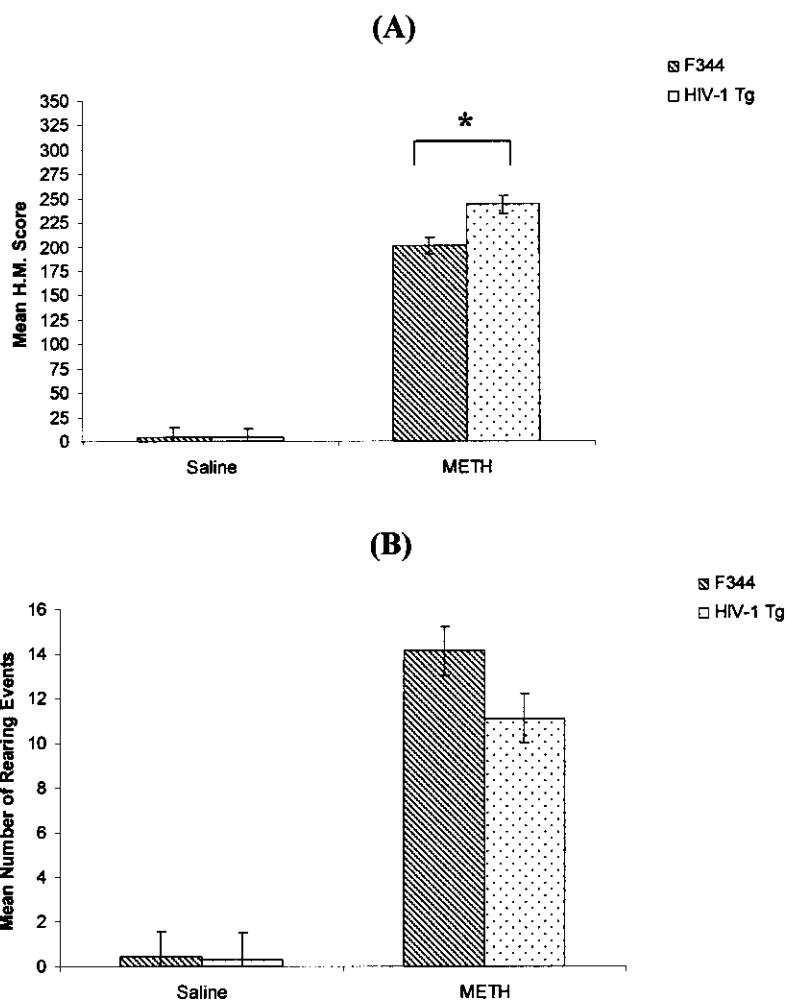 (A)
F344
HIV-1 Tg
350
325
300
275
250
225
200
175
150
125
100
75
50
25
0
Mean H.M. Score
*
Saline METH
(B)
F344
HIV-1 Tg
16
14
12
10
8
6
4
2
0
Mean Number of Rearing Events
Saline METH